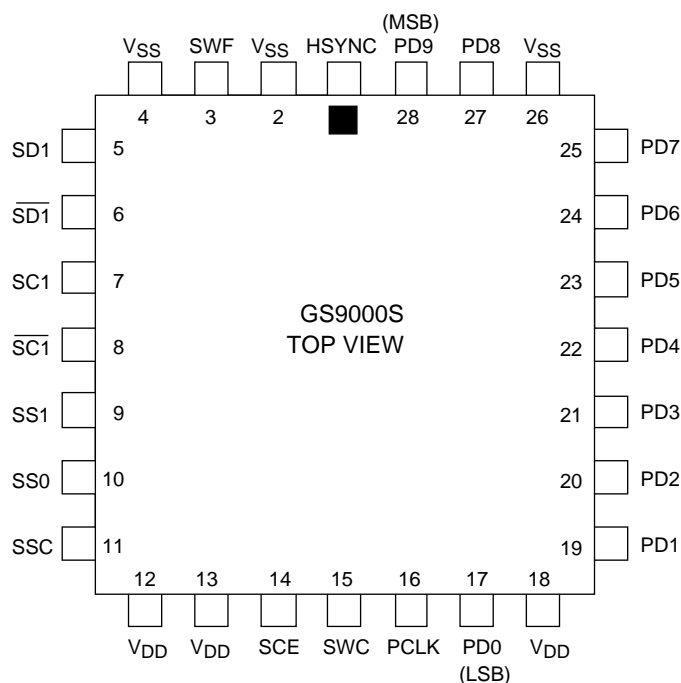 (MSB)
VSS SWF VSS HSYNC PD9 PD8 VSS
4 3 2 28 27 26
SD1 5 25 PD7
S̅D̅1̅ 6 24 PD6
SC1 7 23 PD5
GS9000S
TOP VIEW
S̅C̅1̅ 8 22 PD4
SS1 9 21 PD3
SS0 10 20 PD2
SSC 11 19 PD1
12 13 14 15 16 17 18
VDD VDD SCE SWC PCLK PD0 VDD
(LSB)